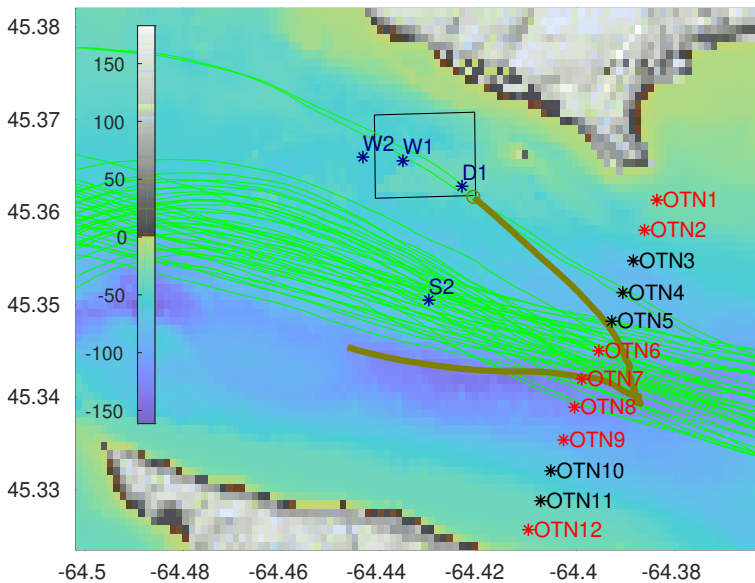 45.38
45.37
45.36
45.35
45.34
45.33
150
100
50
0
-50
-100
-150
W2
W1
D1
S2
OTN1
OTN2
OTN3
OTN4
OTN5
OTN6
OTN7
OTN8
OTN9
OTN10
OTN11
OTN12
-64.5
-64.48
-64.46
-64.44
-64.42
-64.4
-64.38